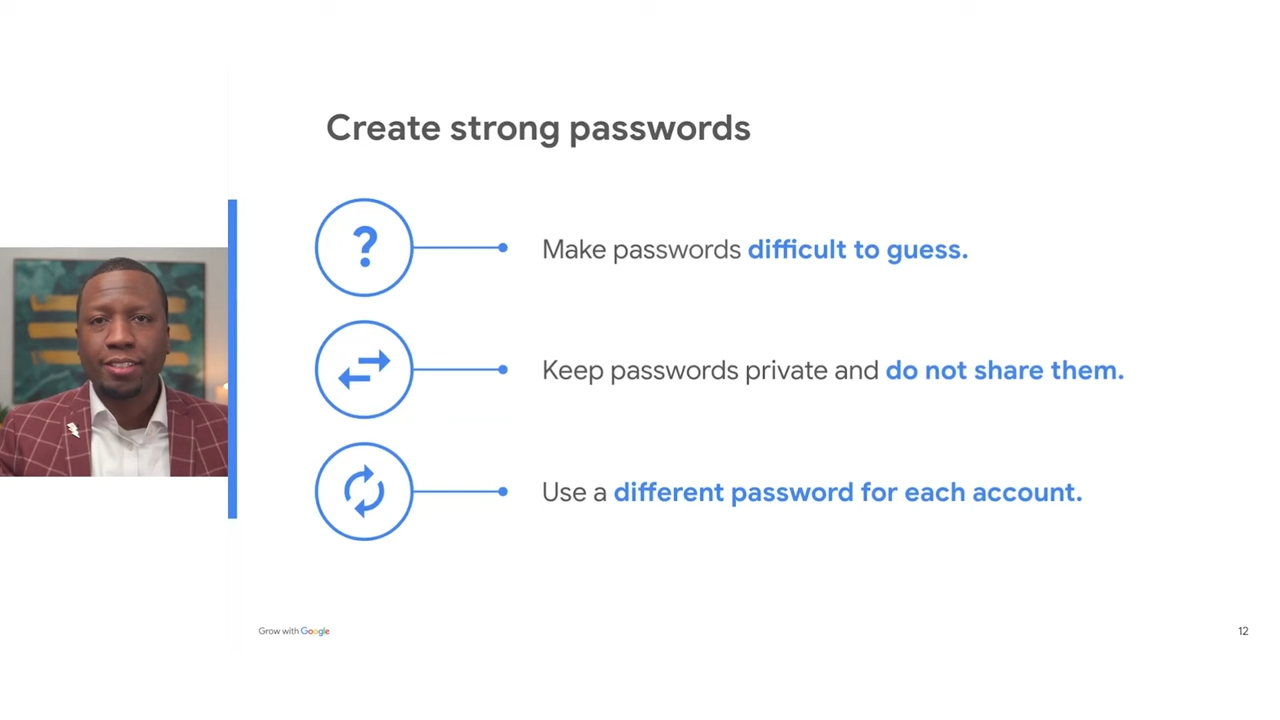 Create strong passwords
?
Make passwords difficult to guess.
Keep passwords private and do not share them.
Use a different password for each account.
Grow with Google
12